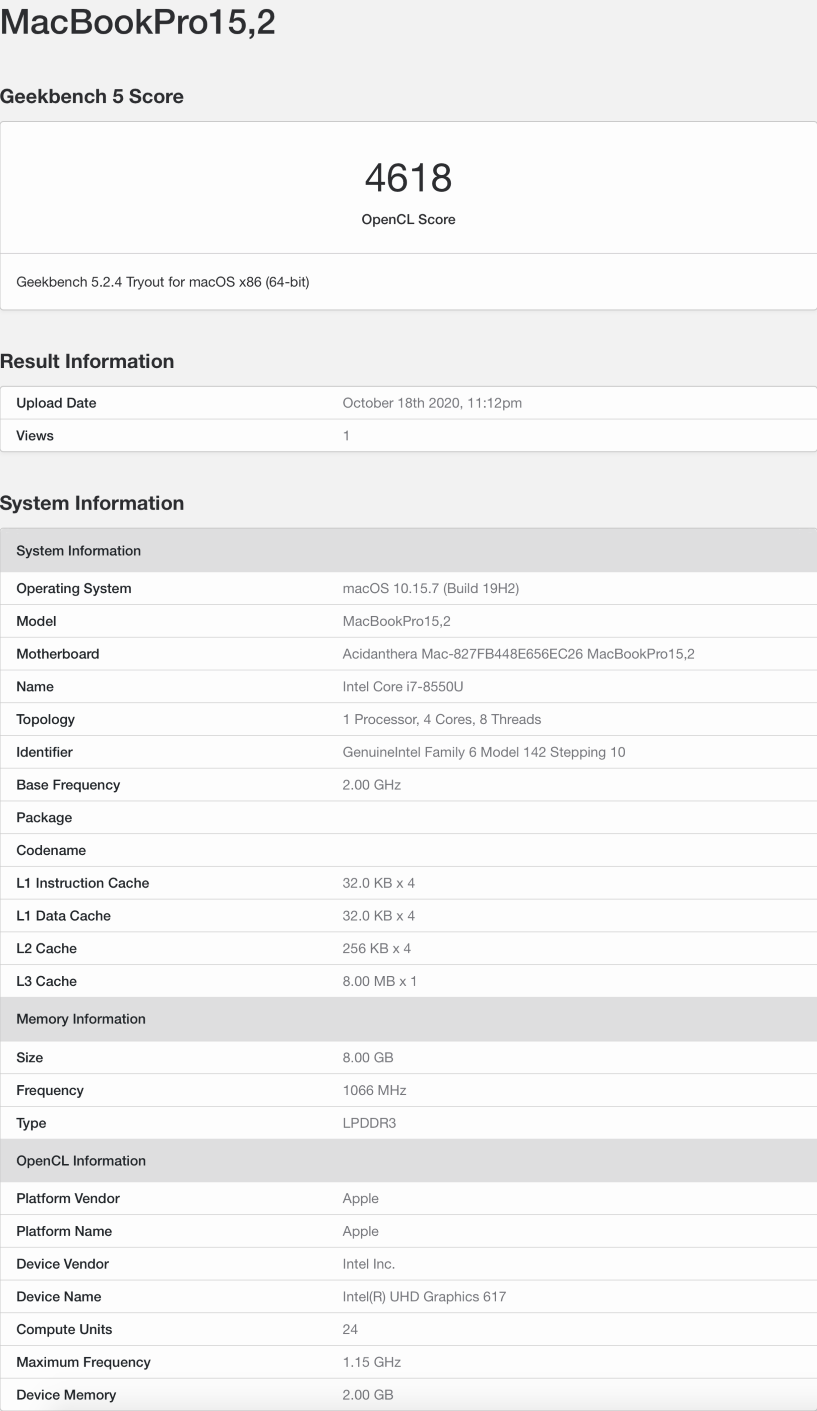 MacBookPro15,2
Geekbench 5 Score
4618
OpenCL Score
Geekbench 5.2.4 Tryout for macOS x86 (64-bit)
Result Information
Upload Date October 18th 2020, 11:12pm
Views 1
System Information
System Information
Operating System macOS 10.15.7 (Build 19H2)
Model MacBookPro15,2
Motherboard Acidanthera Mac-827FB448E656EC26 MacBookPro15,2
Name Intel Core i7-8550U
Topology 1 Processor, 4 Cores, 8 Threads
Identifier GenuineIntel Family 6 Model 142 Stepping 10
Base Frequency 2.00 GHz
Package
Codename
L1 Instruction Cache 32.0 KB x 4
L1 Data Cache 32.0 KB x 4
L2 Cache 256 KB x 4
L3 Cache 8.00 MB x 1
Memory Information
Size 8.00 GB
Frequency 1066 MHz
Type LPDDR3
OpenCL Information
Platform Vendor Apple
Platform Name Apple
Device Vendor Intel Inc.
Device Name Intel(R) UHD Graphics 617
Compute Units 24
Maximum Frequency 1.15 GHz
Device Memory 2.00 GB